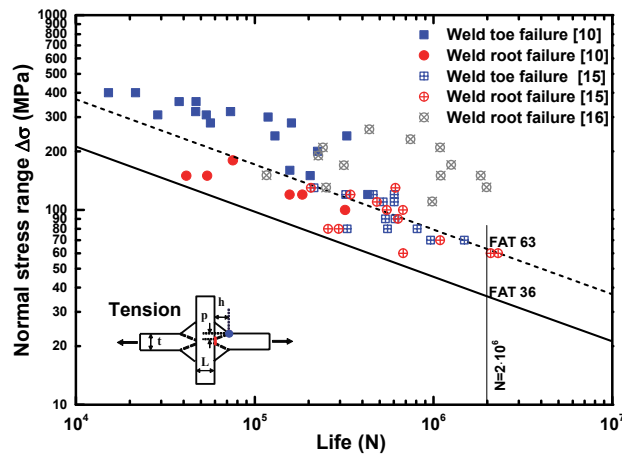 1000
900
800
700
600
500
400
300
200
100
90
80
70
60
50
40
30
20
10
Normal stress range Δσ (MPa)
Weld toe failure [10]
Weld root failure [10]
Weld toe failure [15]
Weld root failure [15]
Weld root failure [16]
FAT 63
FAT 36
N=2·10⁶
Tension
h
p
t
L
10⁴
10⁵
10⁶
10⁷
Life (N)